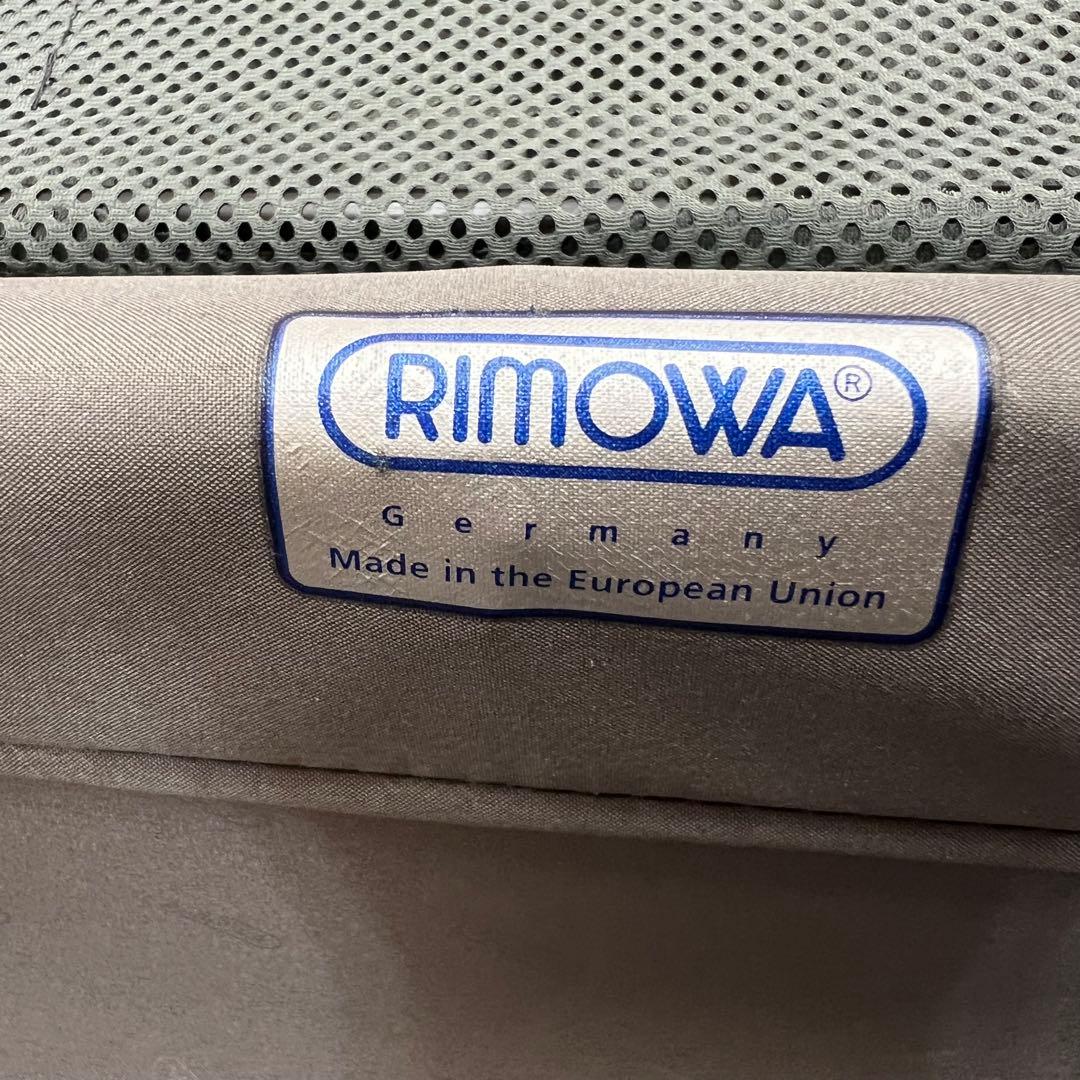 RIMOWA®
Germany
Made in the European Union